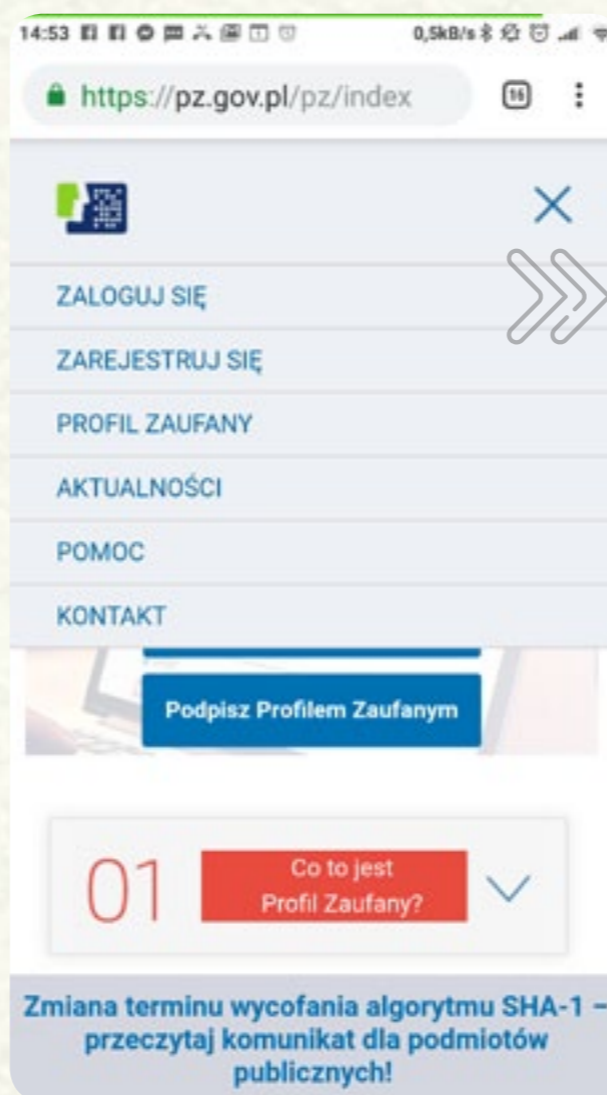 14:53
0,5kB/s
https://pz.gov.pl/pz/index
16
ZALOGUJ SIĘ
ZAREJESTRUJ SIĘ
PROFIL ZAUFANY
AKTUALNOŚCI
POMOC
KONTAKT
Podpisz Profilem Zaufanym
01
Co to jest
Profil Zaufany?
Zmiana terminu wycofania algorytmu SHA-1 –
przeczytaj komunikat dla podmiotów
publicznych!